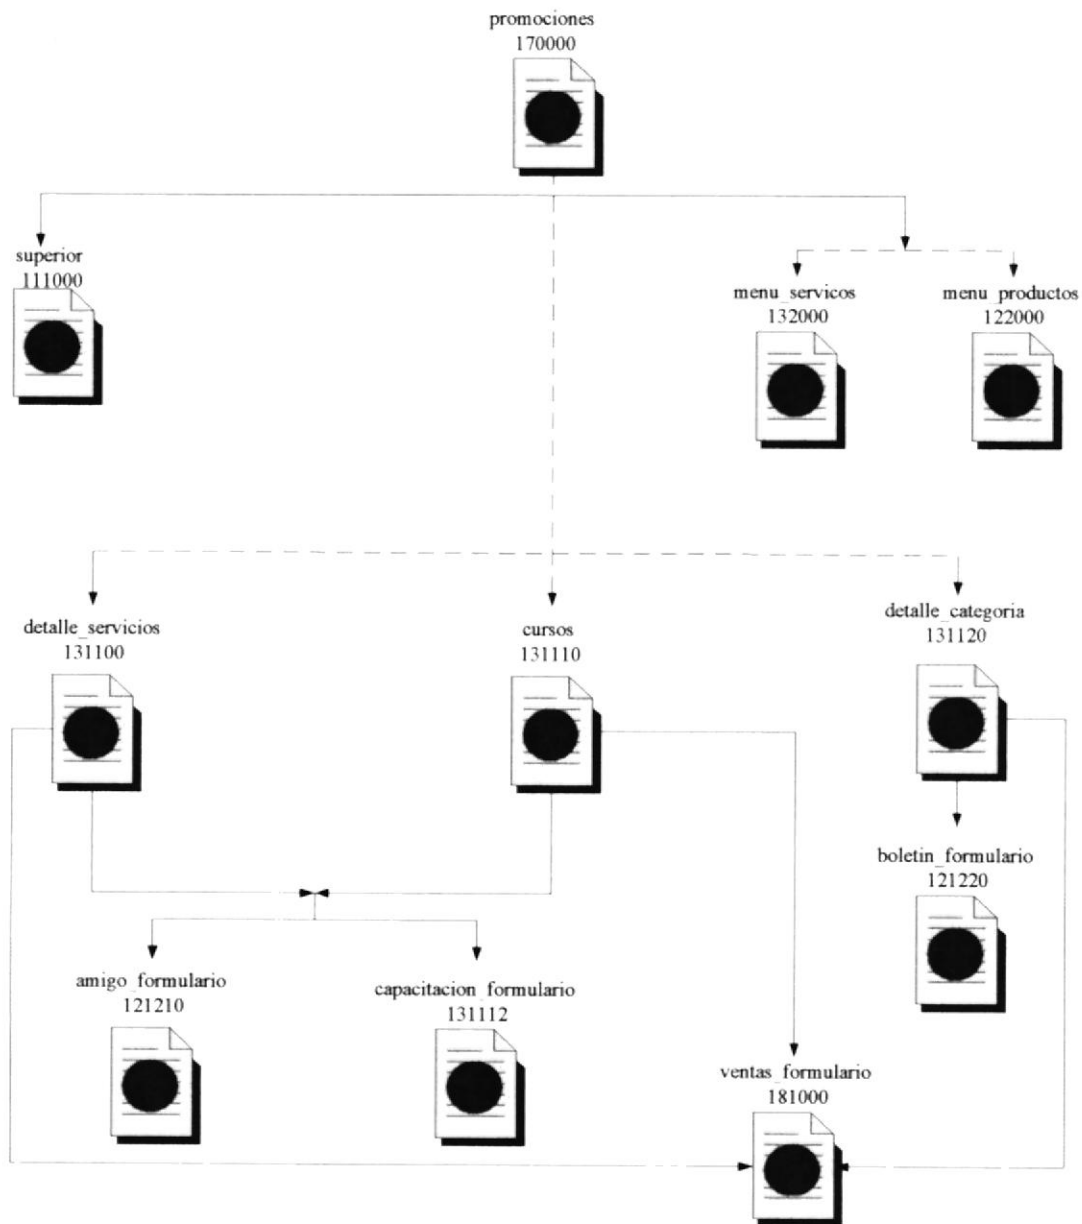 promociones
170000
superior
111000
menu_servicos
132000
menu_productos
122000
detalle_servicios
131100
cursos
131110
detalle_categoria
131120
boletin_formulario
121220
amigo_formulario
121210
capacitacion_formulario
131112
ventas_formulario
181000